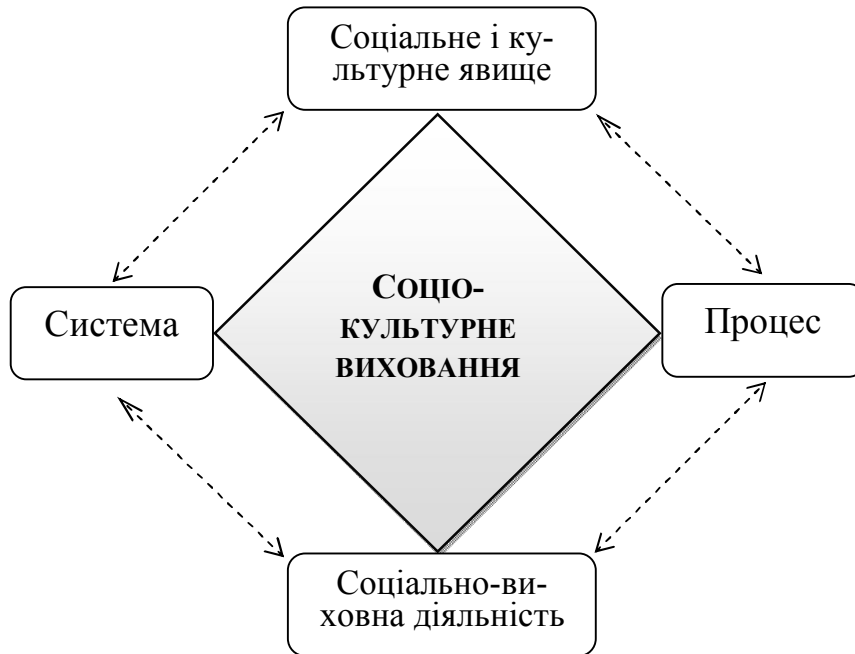 Соціальне і ку-
льтурне явище
Система
СОЦІО-
КУЛЬТУРНЕ
ВИХОВАННЯ
Процес
Соціально-ви-
ховна діяльність